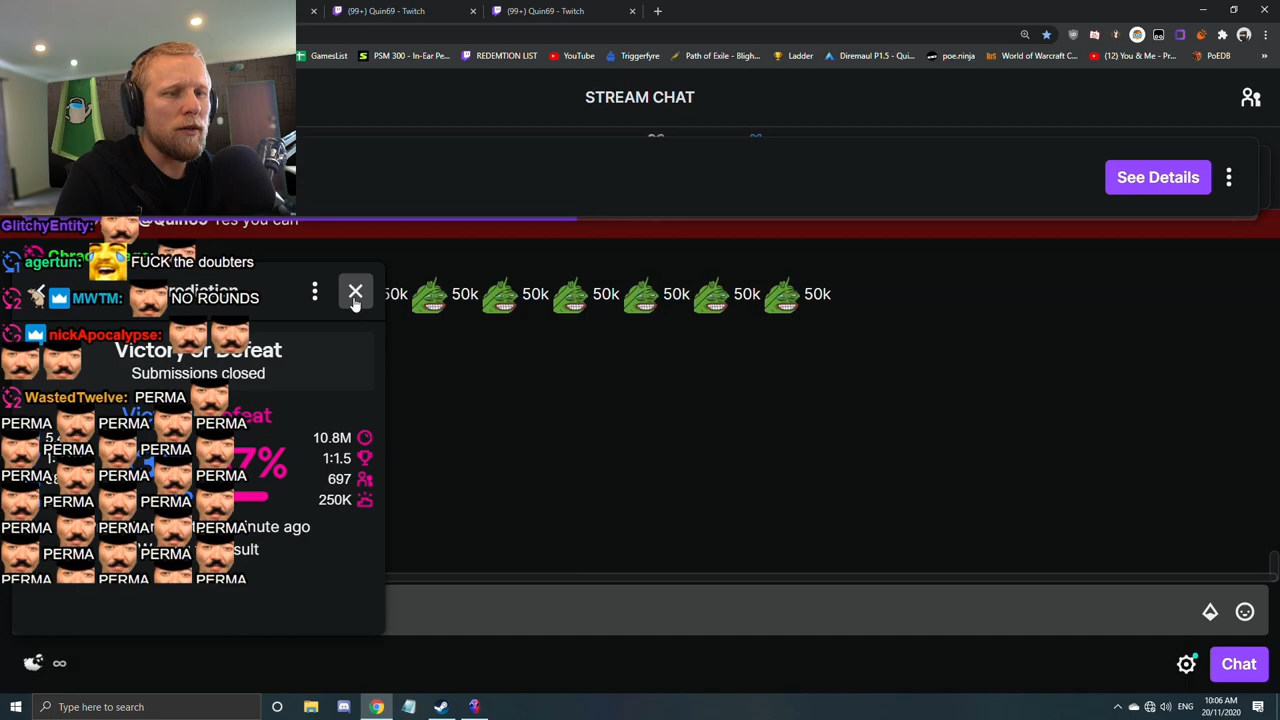 (99+) Quin69 - Twitch
(99+) Quin69 - Twitch
GamesList
PSM 300 - In-Ear Pe...
REDEMTION LIST
YouTube
Triggerfyre
Path of Exile - Bligh...
Ladder
Diremaul P1.5 - Qui...
poe.ninja
World of Warcraft C...
(12) You & Me - Pr...
PoEDB
STREAM CHAT
See Details
GlitchyEntity: @Quin69 Yes you can
agertun: FUCK the doubters
MWTM: NO ROUNDS
50k 50k 50k 50k 50k 50k 50k
nickApocalypse:
Victory or Defeat
Submissions closed
WastedTwelve: PERMA
PERMA PERMA PERMA
10.8M
PERMA PERMA
1:1.5
7%
PERMA PERMA PERMA
697
PERMA PERMA
250K
PERMA PERMA PERMA
PERMA PERMA
PERMA PERMA PERMA
Chat
Type here to search
ENG
10:06 AM
20/11/2020